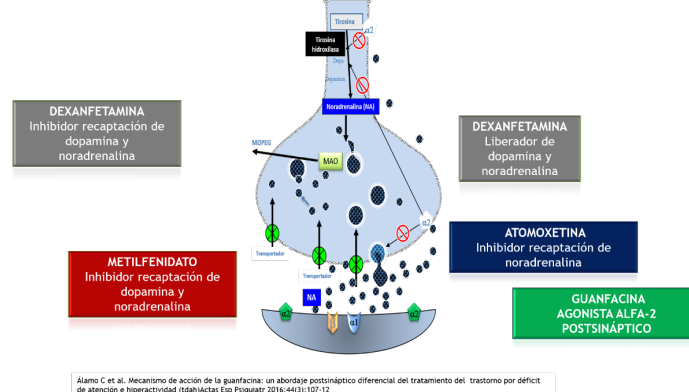 Tirosina
α2
Tirosina
hidroxilasa
Dopa
Dopamina
Noradrenalina (NA)
DEXANFETAMINA
Inhibidor recaptación de
dopamina y
noradrenalina
DEXANFETAMINA
Liberador de
dopamina y
noradrenalina
MOPEG
MAO
α2
Transportador
Transportador
METILFENIDATO
Inhibidor recaptación de
dopamina y
noradrenalina
ATOMOXETINA
Inhibidor recaptación de
noradrenalina
NA
α2
β
α1
α2
GUANFACINA
AGONISTA ALFA-2
POSTSINÁPTICO
Álamo C et al. Mecanismo de acción de la guanfacina: un abordaje postsináptico diferencial del tratamiento del trastorno por déficit
de atención e hiperactividad (tdah)Actas Esp Psiquiatr 2016;44(3):107-12